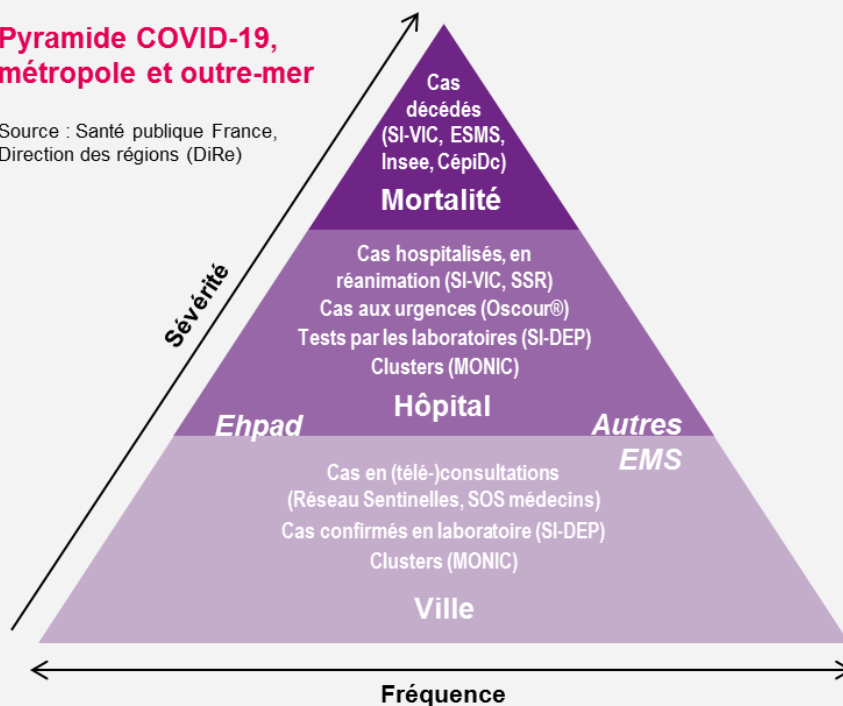 Pyramide COVID-19,
métropole et outre-mer
Source : Santé publique France,
Direction des régions (DiRe)
Cas
décédés
(SI-VIC, ESMS,
Insee, CépiDc)
Mortalité
Sévérité
Cas hospitalisés, en
réanimation (SI-VIC, SSR)
Cas aux urgences (Oscour®)
Tests par les laboratoires (SI-DEP)
Clusters (MONIC)
Hôpital
Ehpad
Autres
EMS
Cas en (télé-)consultations
(Réseau Sentinelles, SOS médecins)
Cas confirmés en laboratoire (SI-DEP)
Clusters (MONIC)
Ville
Fréquence